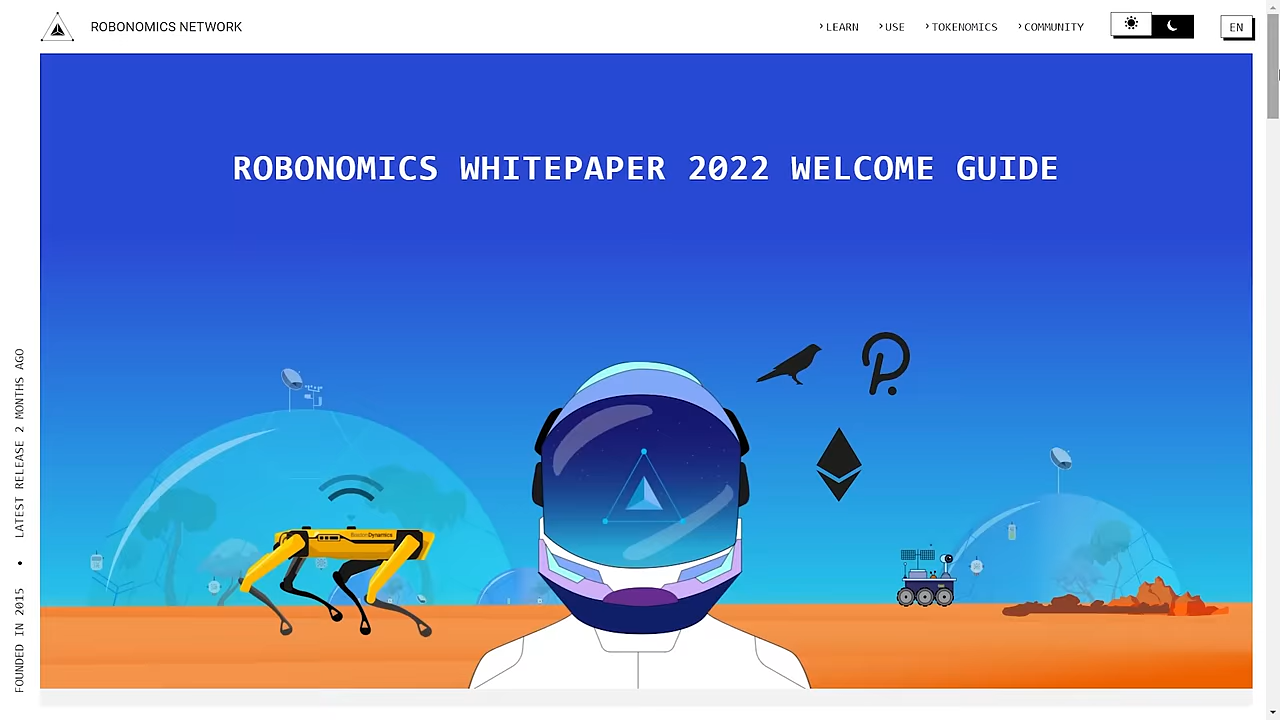 ROBONOMICS NETWORK
LEARN
USE
TOKENOMICS
COMMUNITY
EN
ROBONOMICS WHITEPAPER 2022 WELCOME GUIDE
BostonDynamics
FOUNDED IN 2015 • LATEST RELEASE 2 MONTHS AGO